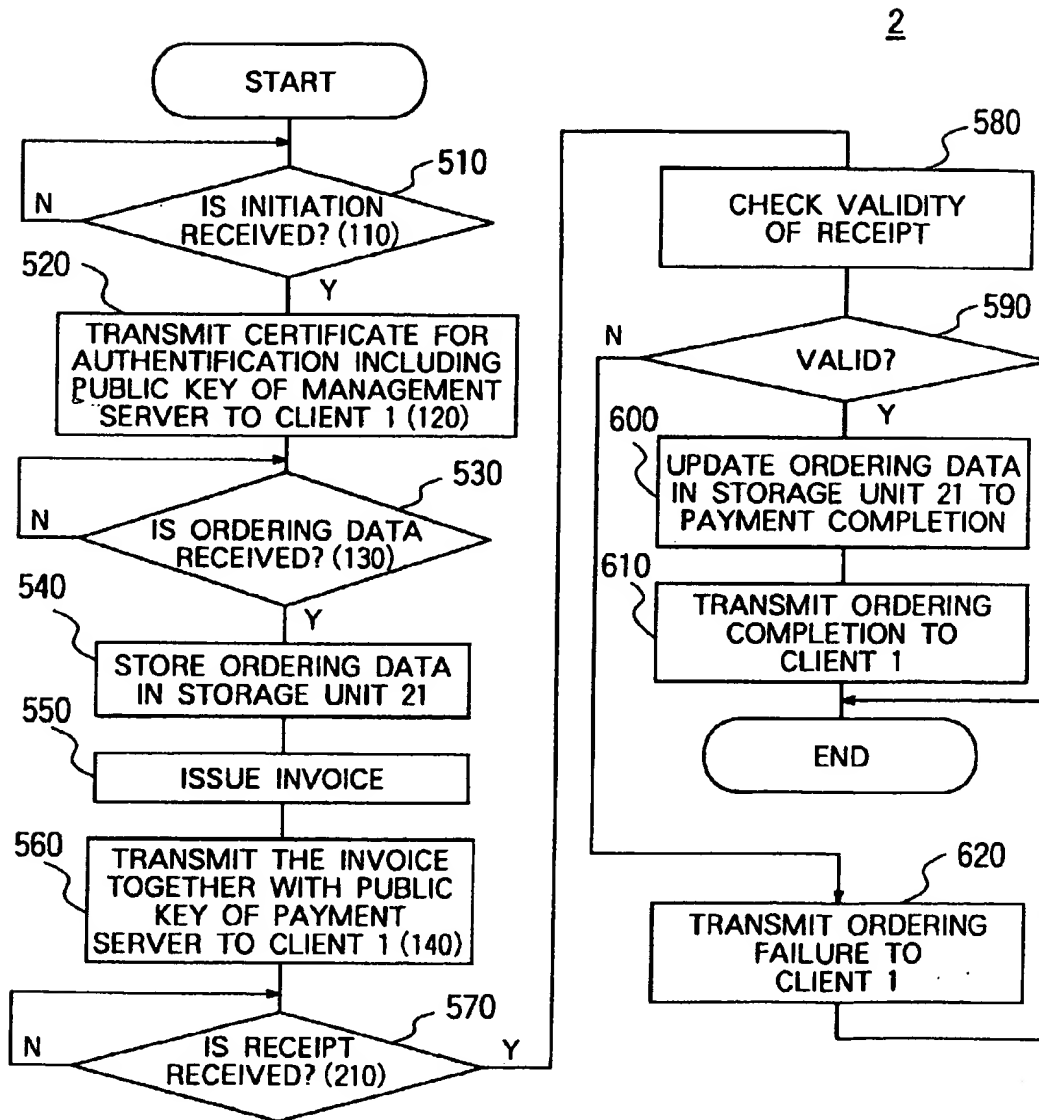 2
START
510
N
IS INITIATION
RECEIVED? (110)
Y
520
TRANSMIT CERTIFICATE FOR
AUTHENTIFICATION INCLUDING
PUBLIC KEY OF MANAGEMENT
SERVER TO CLIENT 1 (120)
530
N
IS ORDERING DATA
RECEIVED? (130)
Y
540
STORE ORDERING DATA
IN STORAGE UNIT 21
550
ISSUE INVOICE
560
TRANSMIT THE INVOICE
TOGETHER WITH PUBLIC
KEY OF PAYMENT
SERVER TO CLIENT 1 (140)
570
N
IS RECEIPT
RECEIVED? (210)
Y
580
CHECK VALIDITY
OF RECEIPT
590
N
VALID?
Y
600
UPDATE ORDERING DATA
IN STORAGE UNIT 21 TO
PAYMENT COMPLETION
610
TRANSMIT ORDERING
COMPLETION TO
CLIENT 1
END
620
TRANSMIT ORDERING
FAILURE TO
CLIENT 1